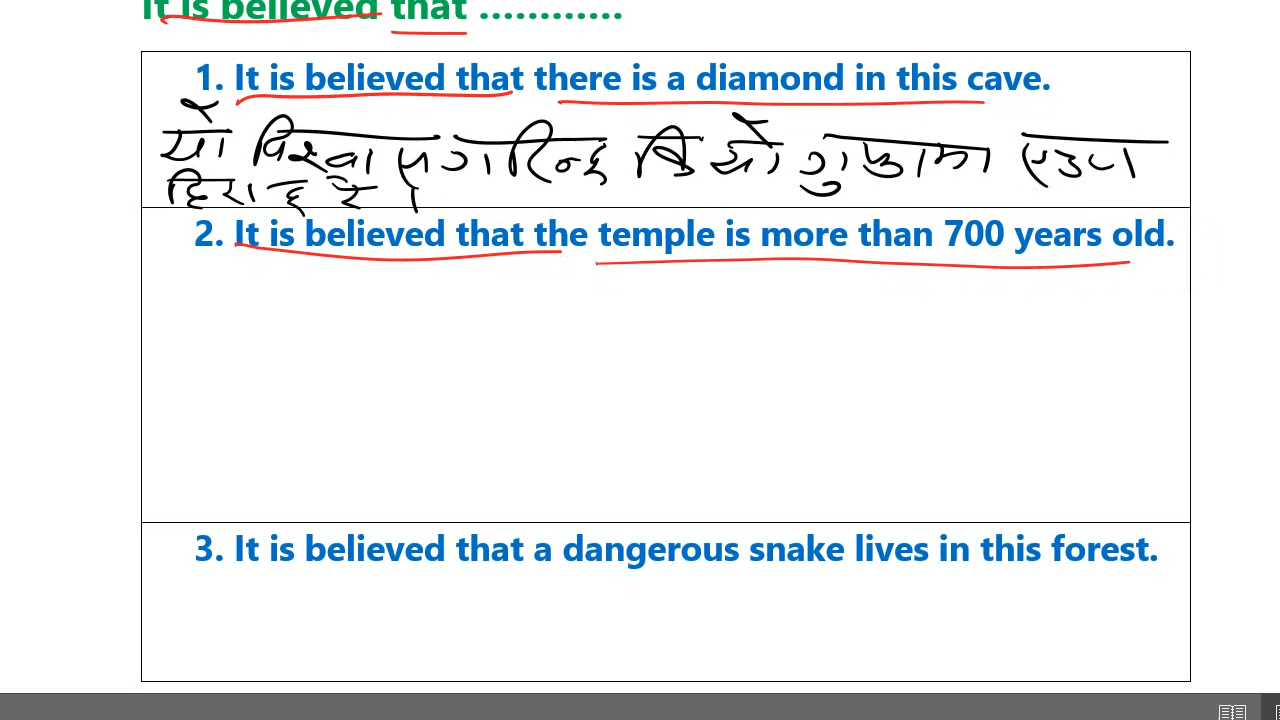 It is believed that ............
1. It is believed that there is a diamond in this cave.
यो विश्वास गरिन्छ कि यो गुफामा एउटा
हिरा छ रे ।
2. It is believed that the temple is more than 700 years old.
3. It is believed that a dangerous snake lives in this forest.